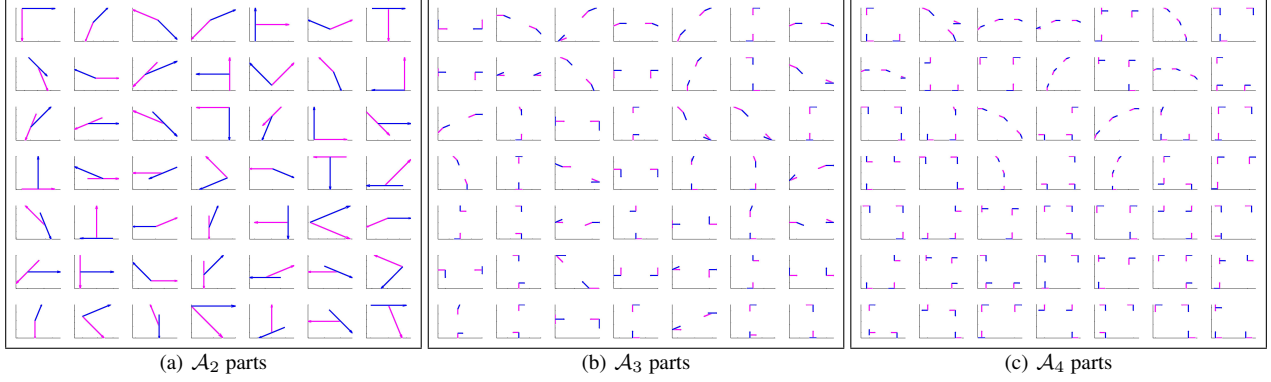 (a) 𝒜₂ parts
(b) 𝒜₃ parts
(c) 𝒜₄ parts